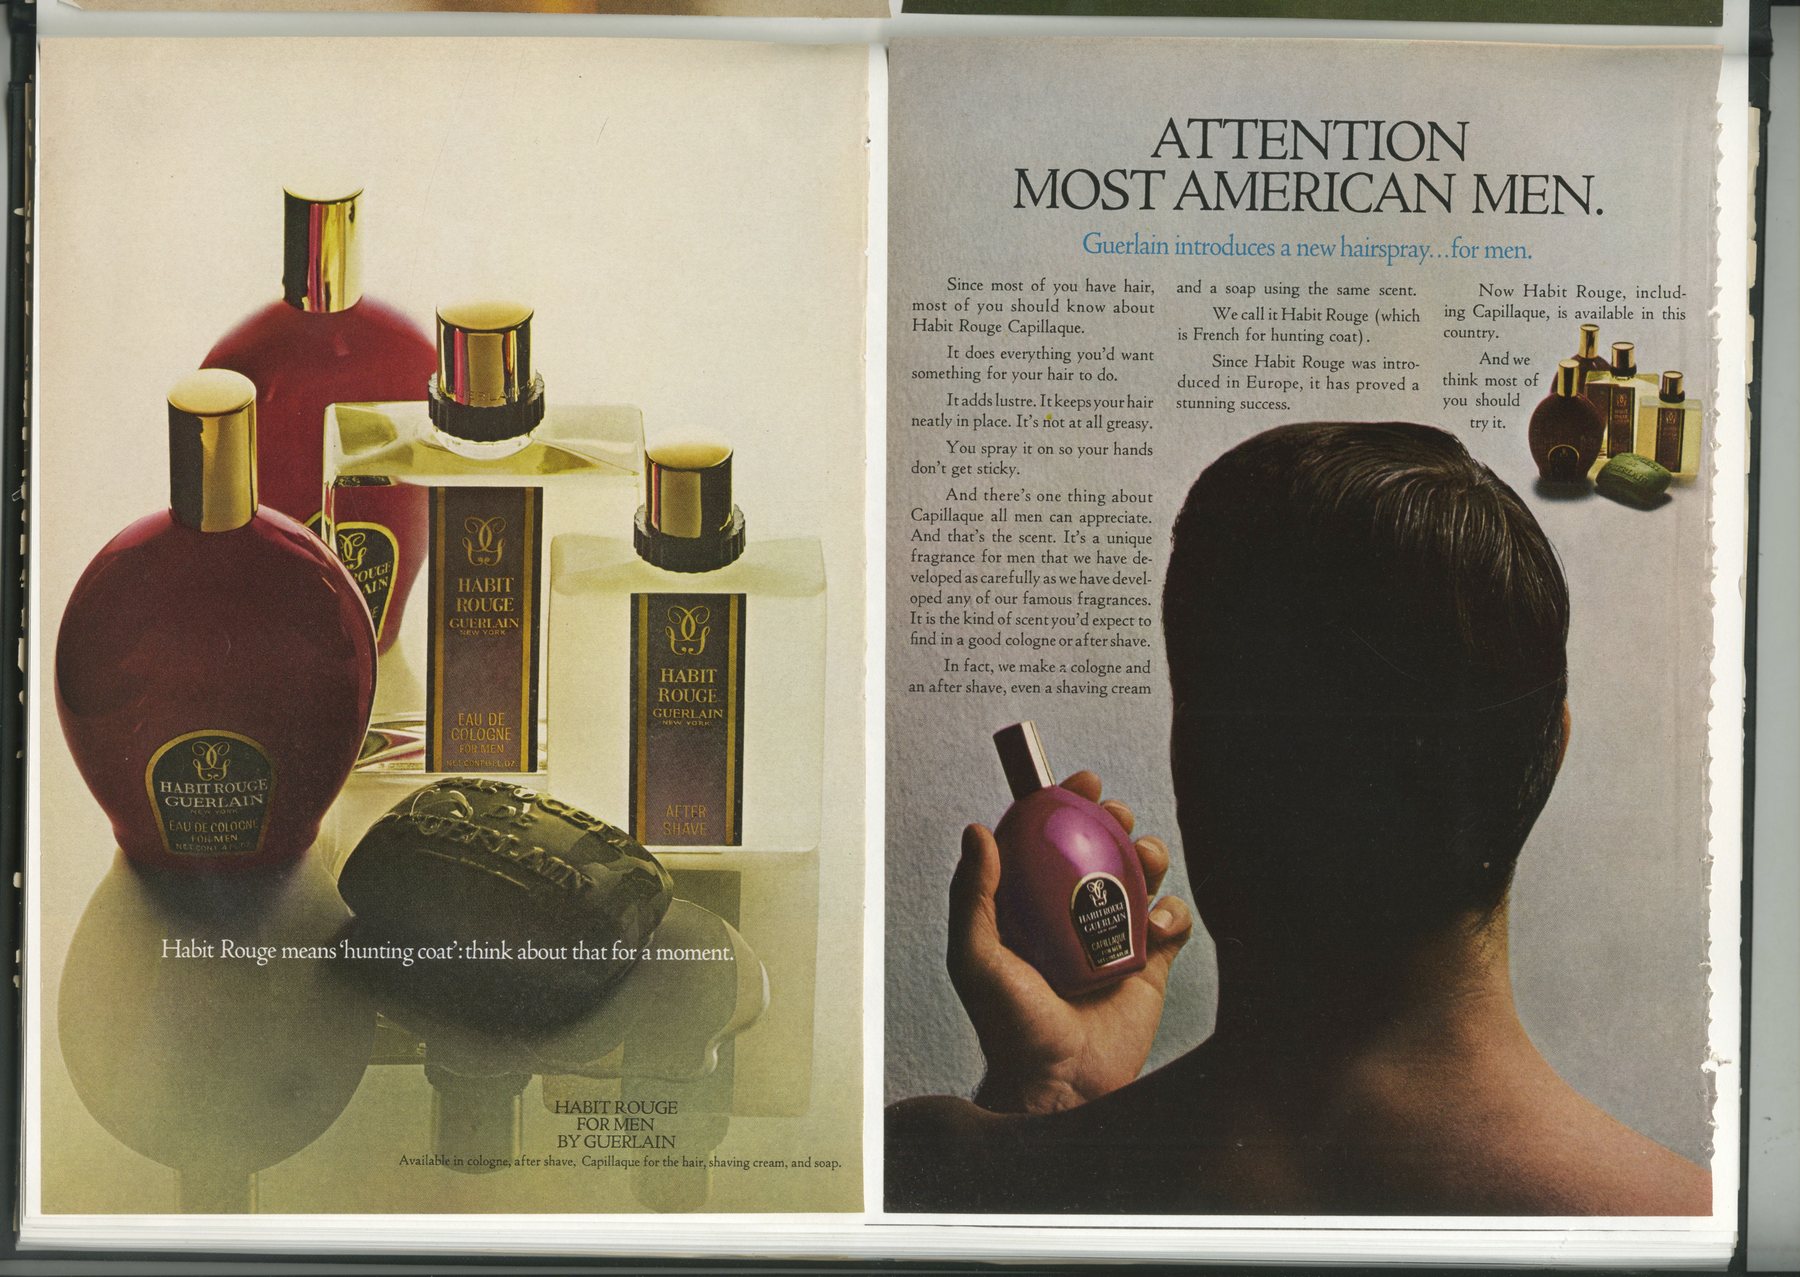 HABIT
ROUGE
GUERLAIN
NEW YORK
EAU DE
COLOGNE
FOR MEN
HABIT
ROUGE
GUERLAIN
NEW YORK
AFTER
SHAVE
HABIT ROUGE
GUERLAIN
NEW YORK
EAU DE COLOGNE
FOR MEN
DE
GUERLAIN
Habit Rouge means ‘hunting coat’: think about that for a moment.
HABIT ROUGE
FOR MEN
BY GUERLAIN
Available in cologne, after shave, Capillaque for the hair, shaving cream, and soap.
ATTENTION
MOST AMERICAN MEN.
Guerlain introduces a new hairspray...for men.
Since most of you have hair,
most of you should know about
Habit Rouge Capillaque.
It does everything you’d want
something for your hair to do.
It adds lustre. It keeps your hair
neatly in place. It’s not at all greasy.
You spray it on so your hands
don’t get sticky.
And there’s one thing about
Capillaque all men can appreciate.
And that’s the scent. It’s a unique
fragrance for men that we have de-
veloped as carefully as we have devel-
oped any of our famous fragrances.
It is the kind of scent you’d expect to
find in a good cologne or after shave.
In fact, we make a cologne and
an after shave, even a shaving cream
and a soap using the same scent.
We call it Habit Rouge (which
is French for hunting coat).
Since Habit Rouge was intro-
duced in Europe, it has proved a
stunning success.
Now Habit Rouge, includ-
ing Capillaque, is available in this
country.
And we
think most of
you should
try it.
HABIT ROUGE
GUERLAIN
CAPILLAQUE
FOR MEN